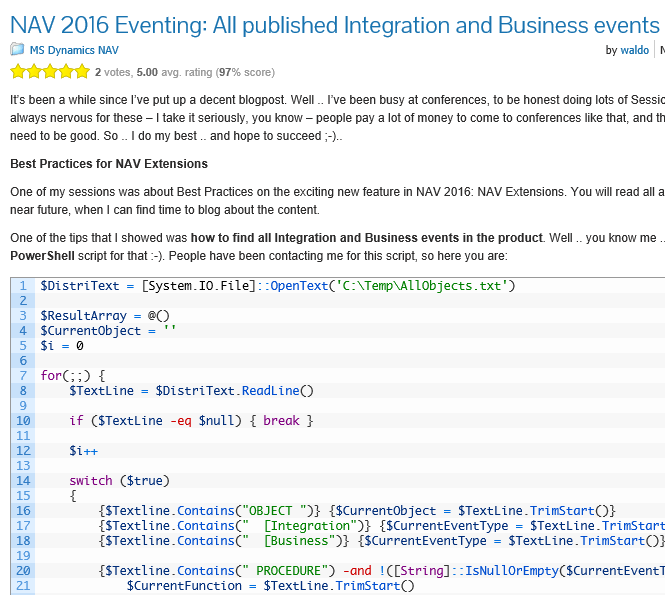 NAV 2016 Eventing: All published Integration and Business events
MS Dynamics NAV by waldo
2 votes, 5.00 avg. rating (97% score)
It's been a while since I've put up a decent blogpost. Well .. I've been busy at conferences, to be honest doing lots of Sessio
always nervous for these – I take it seriously, you know – people pay a lot of money to come to conferences like that, and th
need to be good. So .. I do my best .. and hope to succeed ;-)..
Best Practices for NAV Extensions
One of my sessions was about Best Practices on the exciting new feature in NAV 2016: NAV Extensions. You will read all a
near future, when I can find time to blog about the content.
One of the tips that I showed was how to find all Integration and Business events in the product. Well .. you know me ..
PowerShell script for that :-). People have been contacting me for this script, so here you are:
1 $DistriText = [System.IO.File]::OpenText('C:\Temp\AllObjects.txt')
2
3 $ResultArray = @()
4 $CurrentObject = ''
5 $i = 0
6
7 for(;;) {
8 $TextLine = $DistriText.ReadLine()
9
10 if ($TextLine -eq $null) { break }
11
12 $i++
13
14 switch ($true)
15 {
16 {$Textline.Contains("OBJECT ")} {$CurrentObject = $TextLine.TrimStart()}
17 {$Textline.Contains("  [Integration")} {$CurrentEventType = $TextLine.TrimStart
18 {$Textline.Contains("  [Business")} {$CurrentEventType = $TextLine.TrimStart()}
19
20 {$Textline.Contains(" PROCEDURE") -and !([String]::IsNullOrEmpty($CurrentEventT
21 $CurrentFunction = $TextLine.TrimStart()